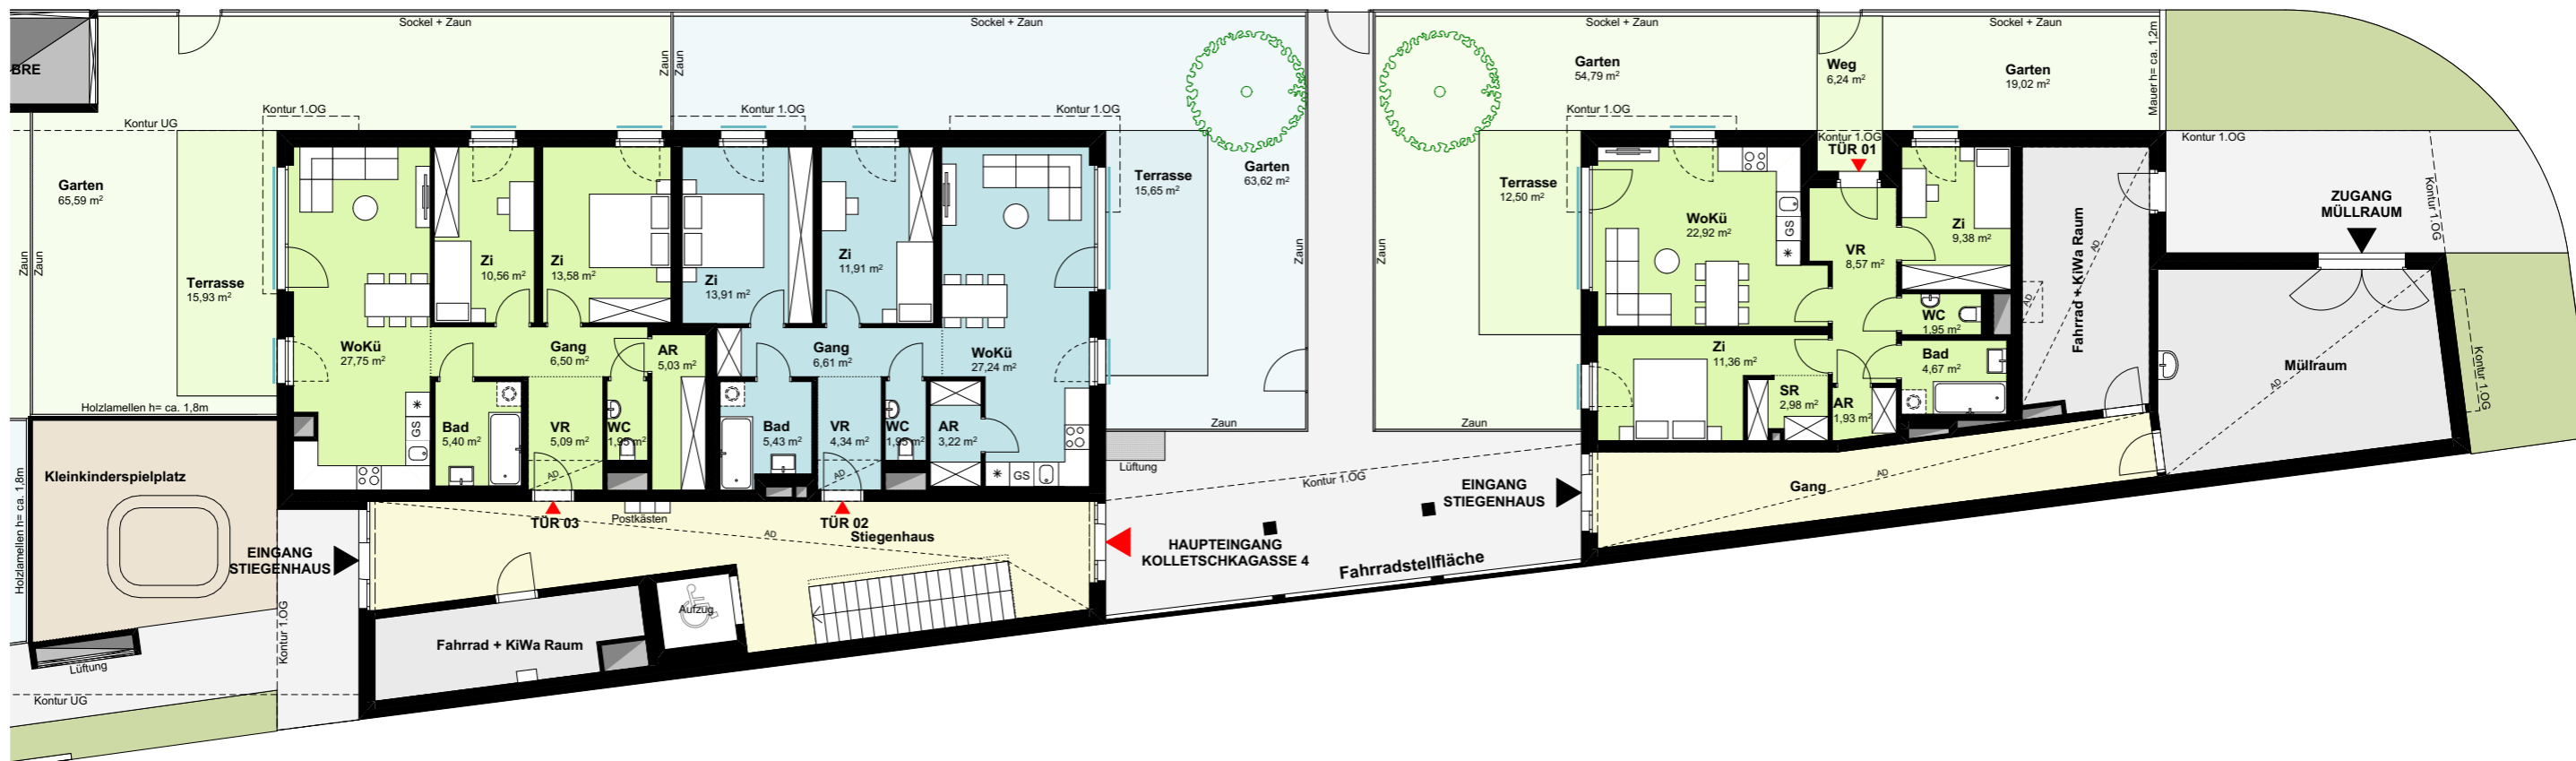 Sockel + Zaun
Sockel + Zaun
Sockel + Zaun
Sockel + Zaun
BRE
Zaun
Zaun
Mauer h= ca. 1,2m
Garten
54,79 m²
Weg
6,24 m²
Garten
19,02 m²
Kontur 1.OG
Kontur 1.OG
Kontur 1.OG
Kontur 1.OG
Kontur UG
Kontur 1.OG
TÜR 01
Kontur 1.OG
Garten
65,59 m²
Terrasse
15,65 m²
Garten
63,62 m²
Terrasse
12,50 m²
ZUGANG
MÜLLRAUM
Kontur 1.OG
Zaun
Zaun
Zaun
Zaun
Terrasse
15,93 m²
Zi
10,56 m²
Zi
13,58 m²
Zi
13,91 m²
Zi
11,91 m²
WoKü
22,92 m²
GS
VR
8,57 m²
Zi
9,38 m²
Fahrrad + KiWa Raum
AD
AD
WC
1,95 m²
WoKü
27,75 m²
Gang
6,50 m²
AR
5,03 m²
Gang
6,61 m²
WoKü
27,24 m²
Zi
11,36 m²
Bad
4,67 m²
Müllraum
AD
Kontur 1.OG
SR
2,98 m²
AR
1,93 m²
Holzlamellen h= ca. 1,8m
GS
Bad
5,40 m²
VR
5,09 m²
WC
1,95 m²
Bad
5,43 m²
VR
4,34 m²
WC
1,95 m²
AR
3,22 m²
Zaun
Zaun
AD
AD
GS
Lüftung
Kontur 1.OG
EINGANG
STIEGENHAUS
Gang
AD
Kleinkinderspielplatz
Holzlamellen h= ca. 1,8m
TÜR 03
Postkästen
TÜR 02
Stiegenhaus
AD
EINGANG
STIEGENHAUS
HAUPTEINGANG
KOLLETSCHKAGASSE 4
Fahrradstellfläche
Aufzug
Fahrrad + KiWa Raum
Kontur 1.OG
Lüftung
Kontur UG